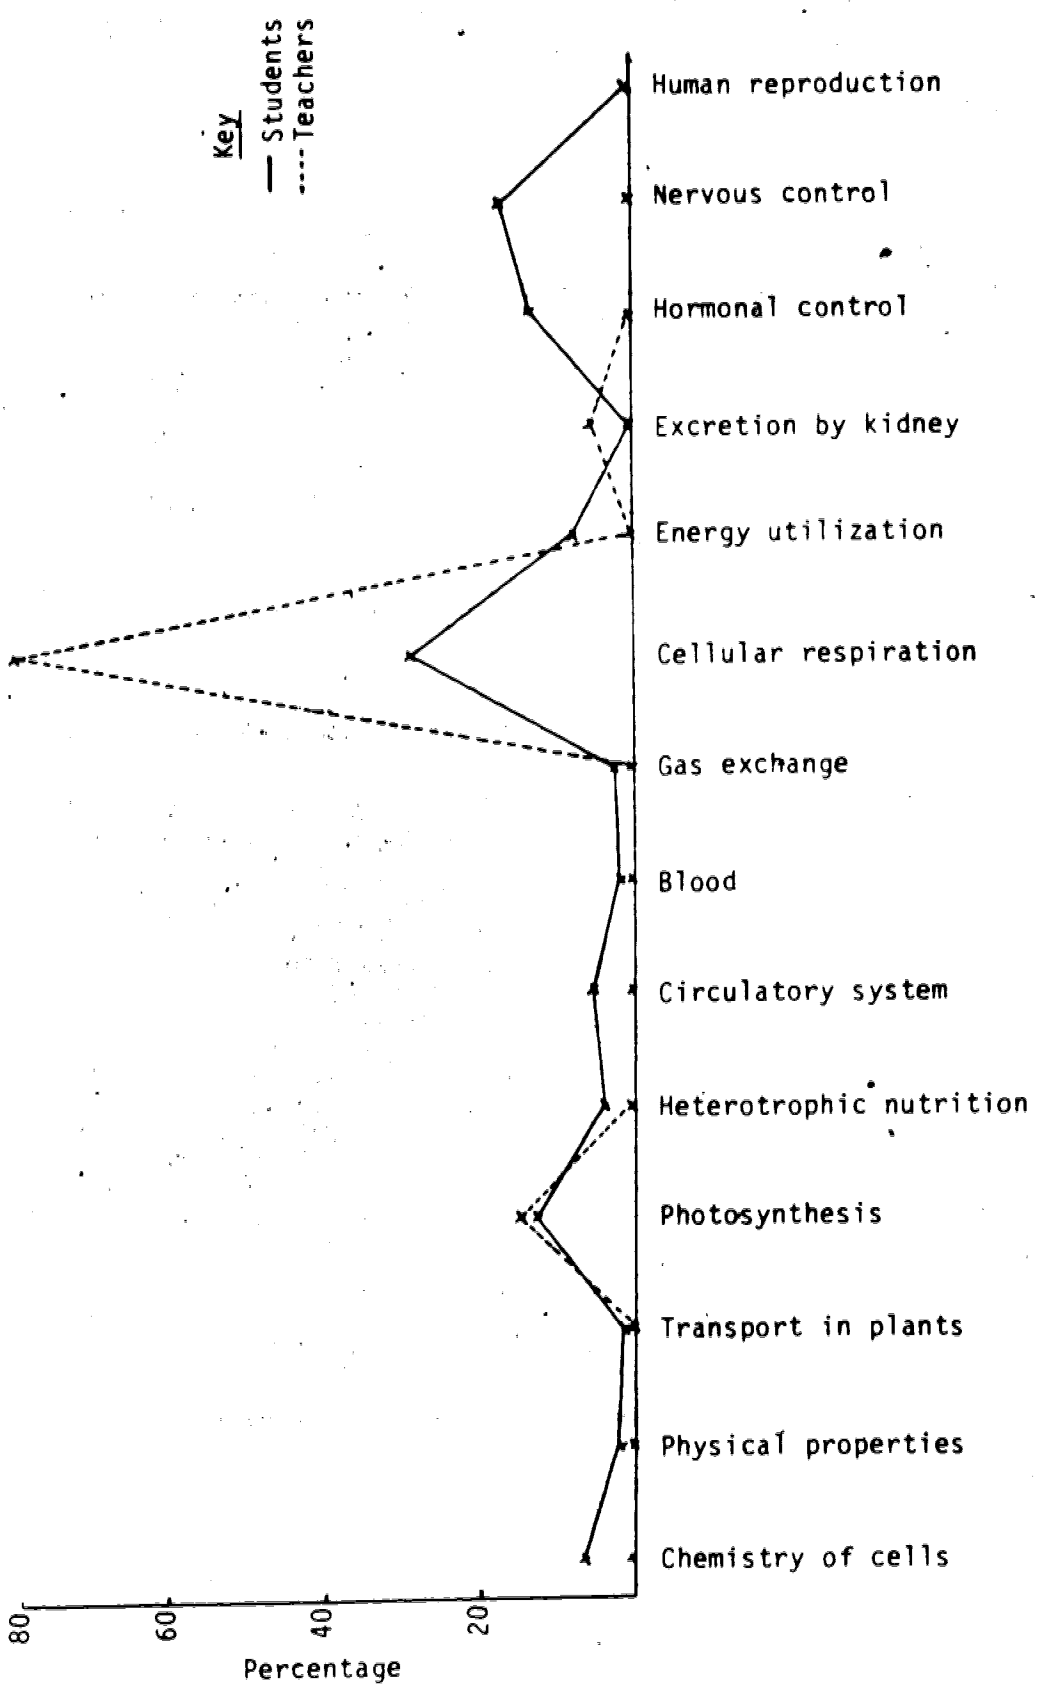 Key
Students
Teachers
Human reproduction
Nervous control
Hormonal control
Excretion by kidney
Energy utilization
Cellular respiration
Gas exchange
Blood
Circulatory system
Heterotrophic nutrition
Photosynthesis
Transport in plants
Physical properties
Chemistry of cells
80
60
40
20
Percentage